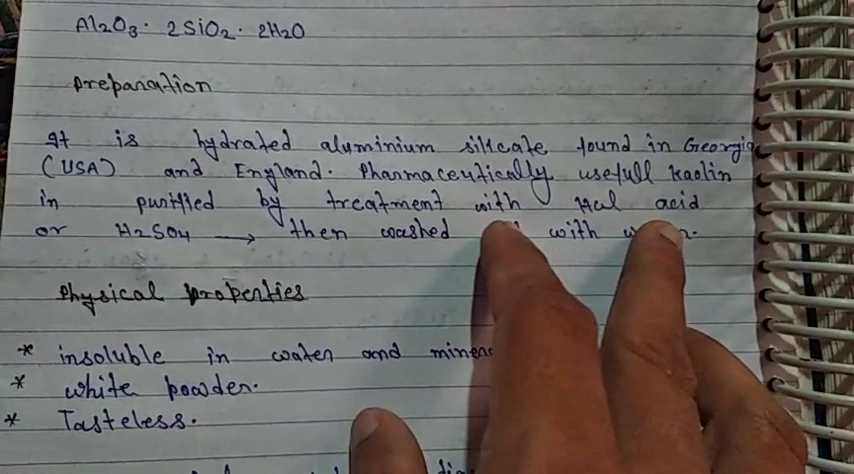 Al2O3. 2SiO2. 2H2O
Preparation
It is hydrated aluminium silicate found in Georgia
(USA) and England. Pharmaceutically usefull kaolin
in purified by treatment with Hcl acid
or H2SO4 → then washed with
Physical properties
* insoluble in water and
* white powder.
* Tasteless.